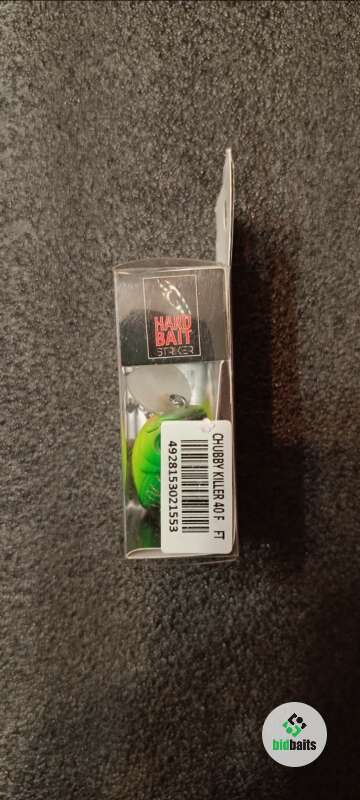 HARD
BAIT
STRIKER
CHUBBY KILLER 40 F FT
4928153021553
bidbaits